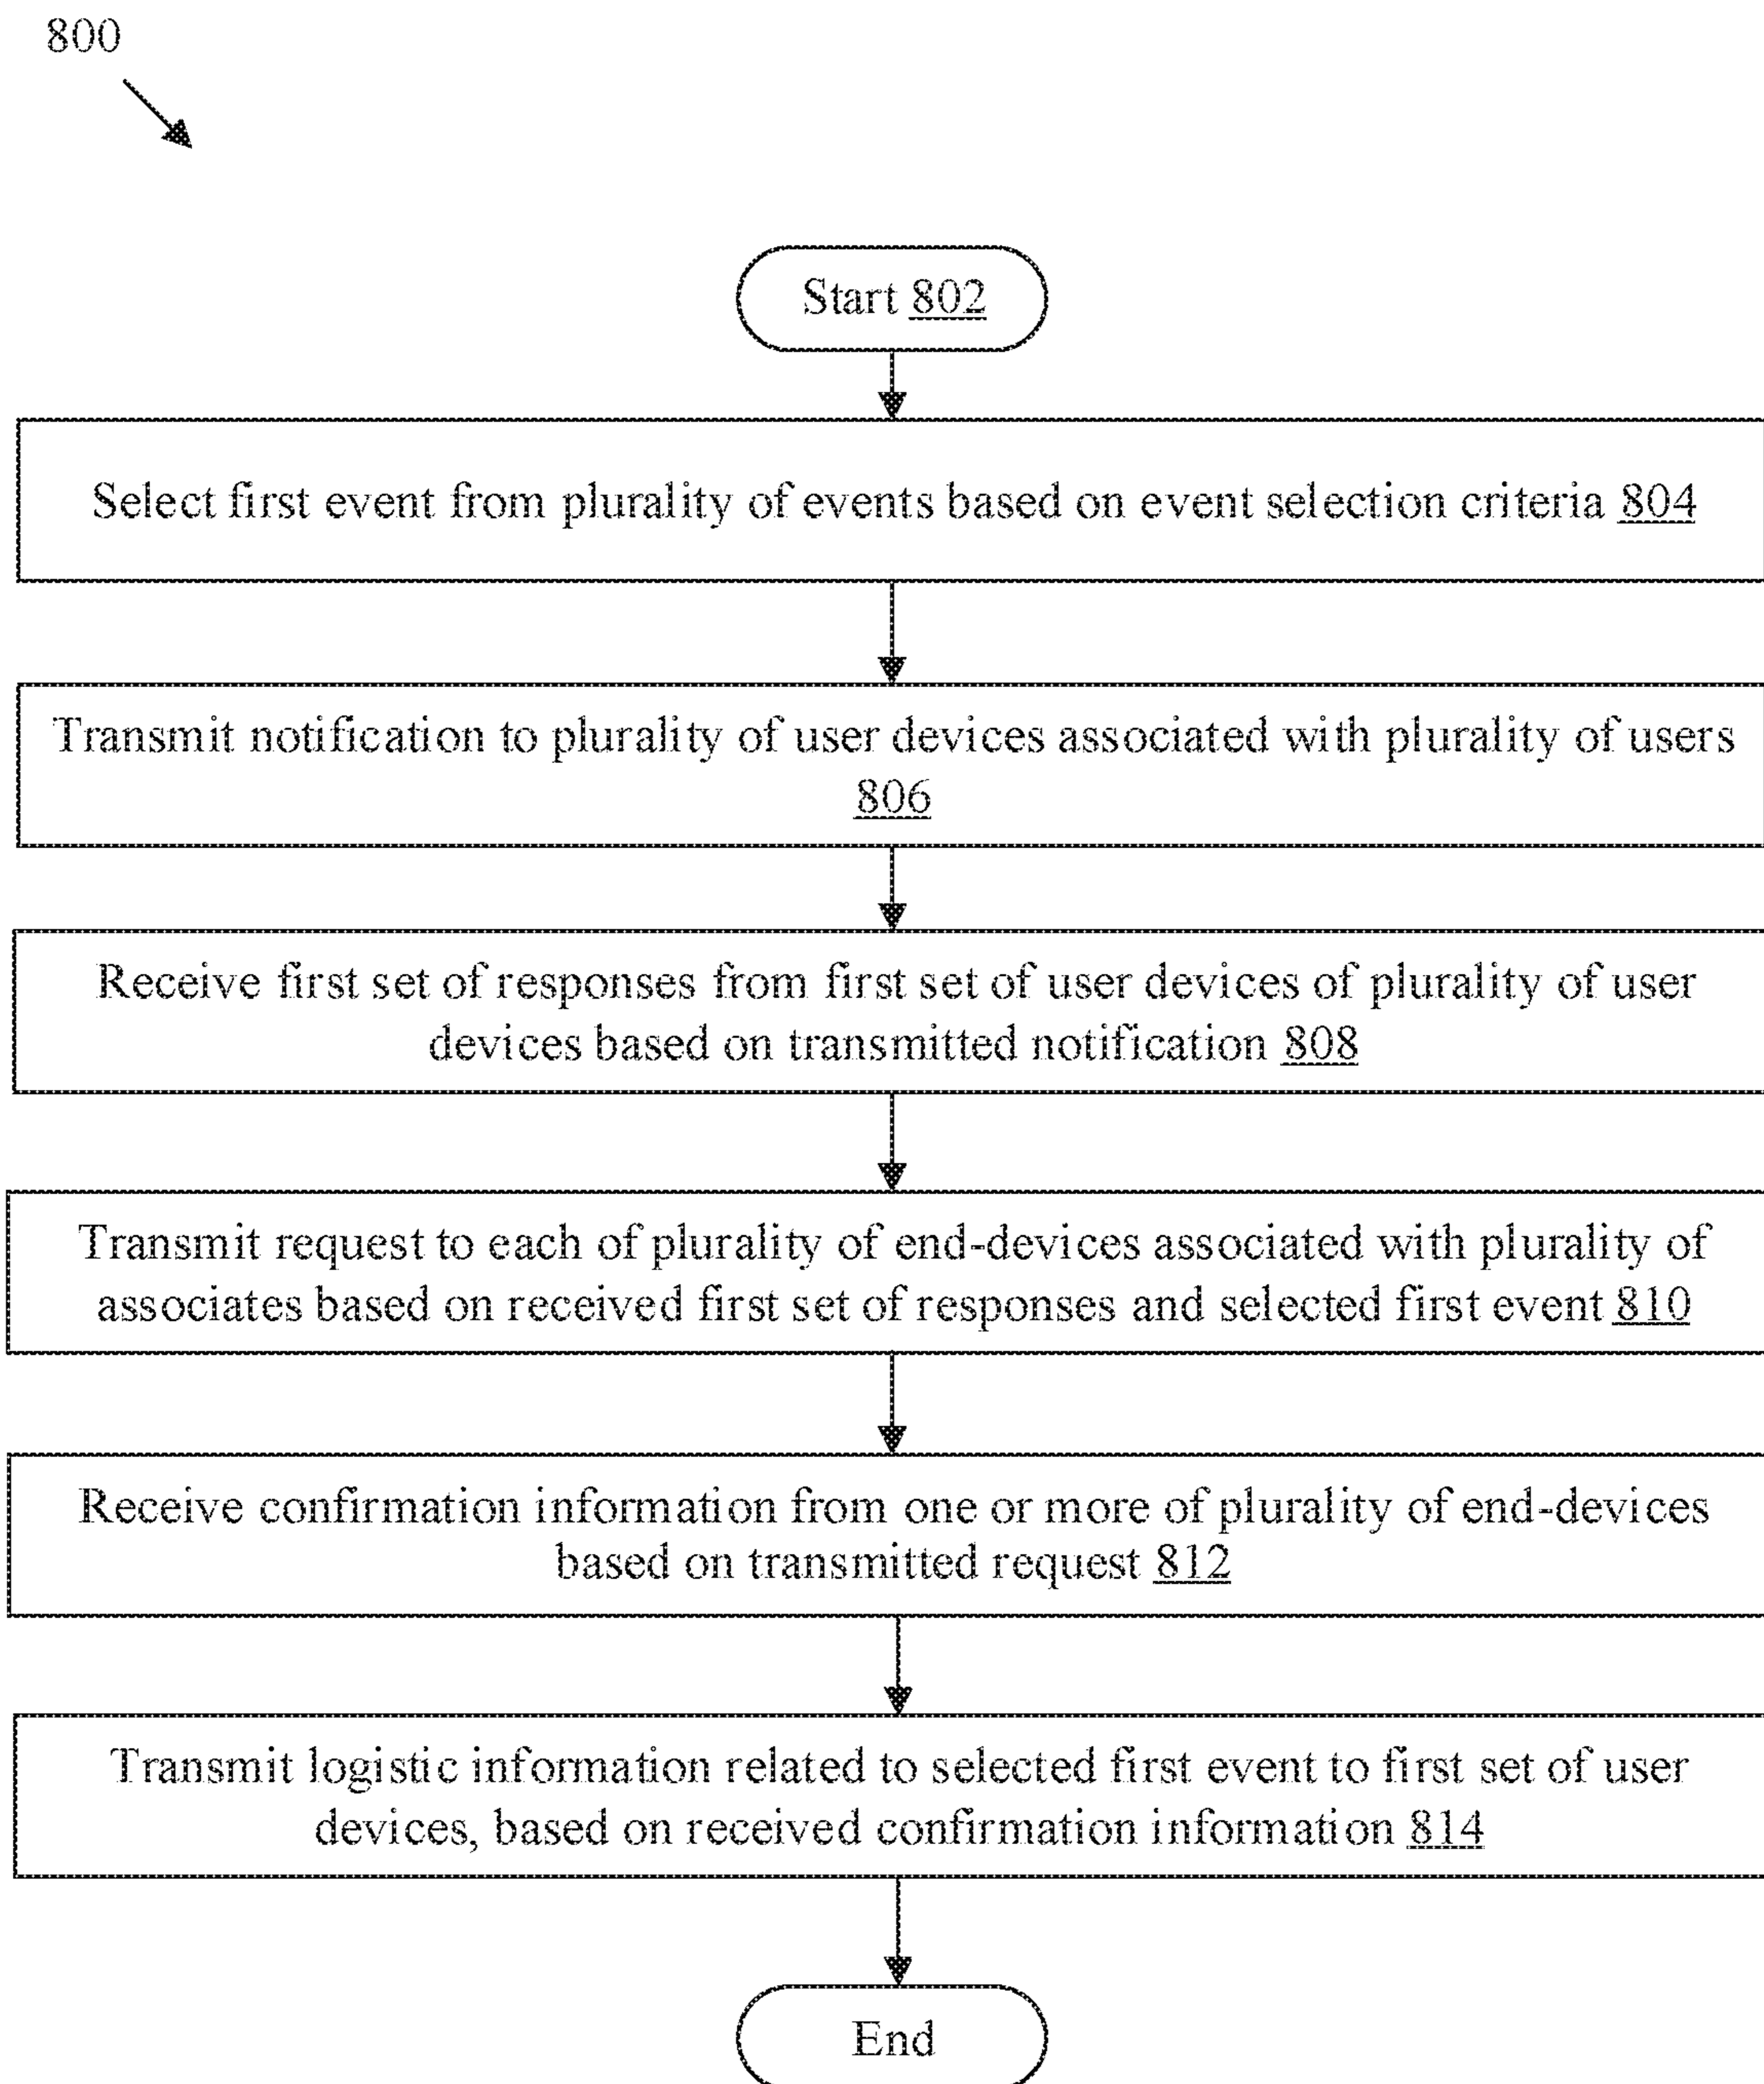 800
Start 802
Select first event from plurality of events based on event selection criteria 804
Transmit notification to plurality of user devices associated with plurality of users
806
Receive first set of responses from first set of user devices of plurality of user
devices based on transmitted notification 808
Transmit request to each of plurality of end-devices associated with plurality of
associates based on received first set of responses and selected first event 810
Receive confirmation information from one or more of plurality of end-devices
based on transmitted request 812
Transmit logistic information related to selected first event to first set of user
devices, based on received confirmation information 814
End